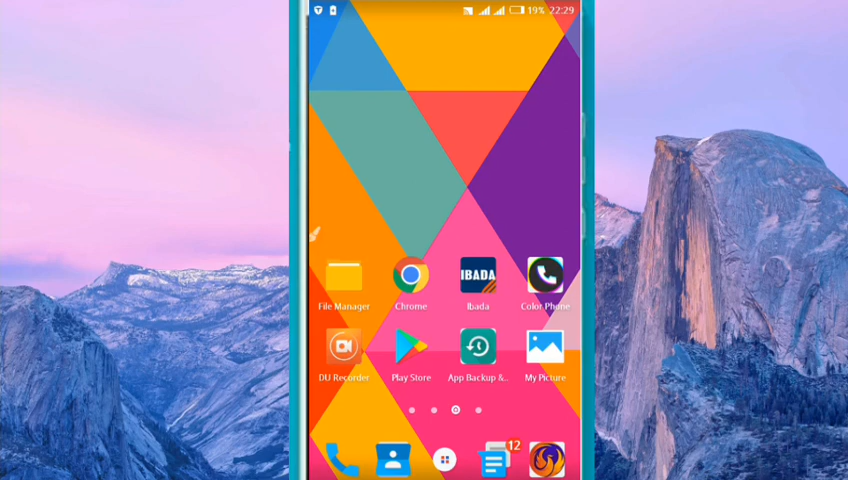 19% 22:29
IBADA
File Manager Chrome Ibada Color Phone
DU Recorder Play Store App Backup &.. My Picture
12